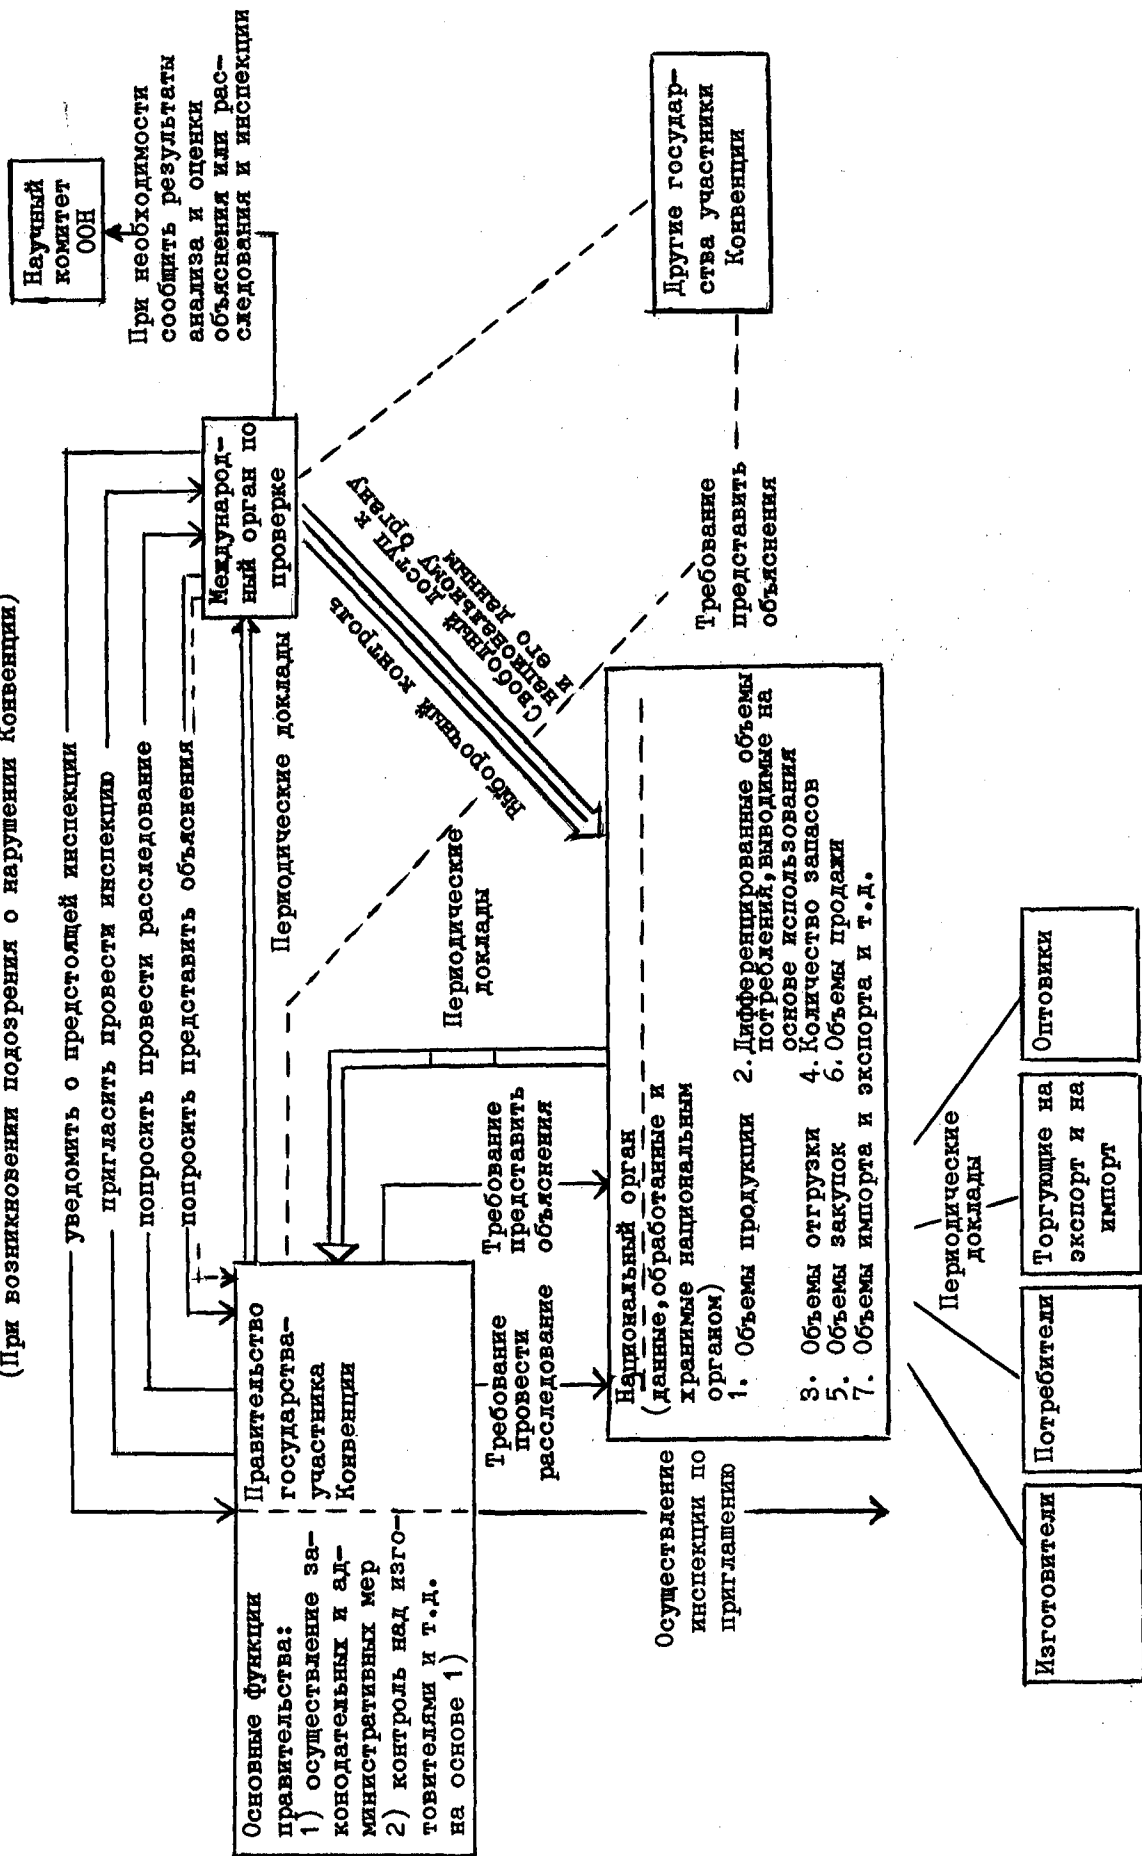 (При возникновении подозрения о нарушении Конвенции)
уведомить о предстоящей инспекции
пригласить провести инспекцию
попросить провести расследование
попросить представить объяснения
Научный
комитет
ООН
При необходимости
сообщить результаты
анализа и оценки
объяснения или рас-
следования и инспекции
Основные функции
правительства:
1) осуществление за-
конодательных и ад-
министративных мер
2) контроль над изго-
товителями и т.д.
на основе 1)
Правительство
государства-
участника
Конвенции
Периодические доклады
Международ-
ный орган по
проверке
Выборочный контроль
Свободный доступ к
национальному органу
и его данным
Другие государ-
ства участники
Конвенции
Требование
провести
расследование
Требование
представить
объяснения
Периодические
доклады
Требование
представить
объяснения
Осуществление
инспекции по
приглашению
Национальный орган
(данные,обработанные и
хранимые национальным
органом)
1. Объемы продукции
2. Дифференцированные объемы
потребления,выводимые на
основе использования
3. Объемы отгрузки
4. Количество запасов
5. Объемы закупок
6. Объемы продажи
7. Объемы импорта и экспорта и т.д.
Периодические
доклады
Изготовители
Потребители
Торгующие на
экспорт и на
импорт
Оптовики